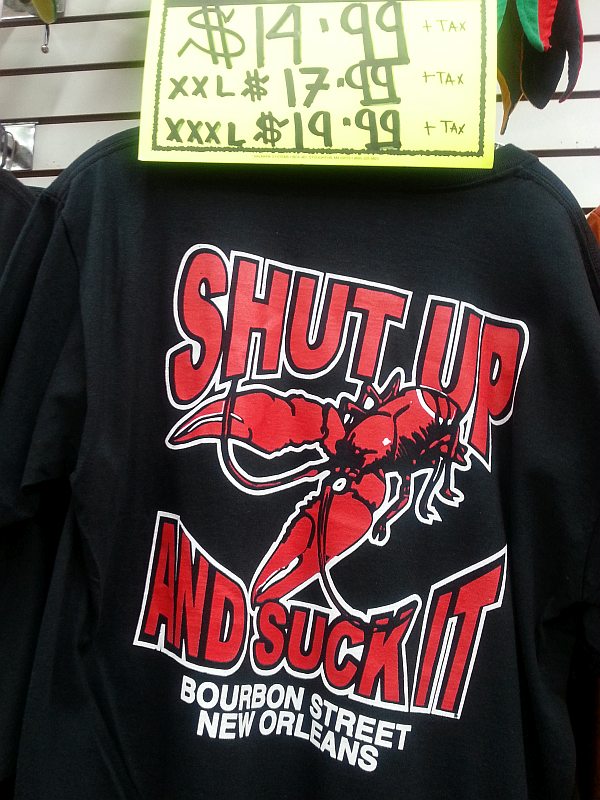 $14.99 + TAX
XXL $ 17.99 + TAX
XXXL $ 19.99 + TAX
SHUT UP
AND SUCK IT
BOURBON STREET
NEW ORLEANS